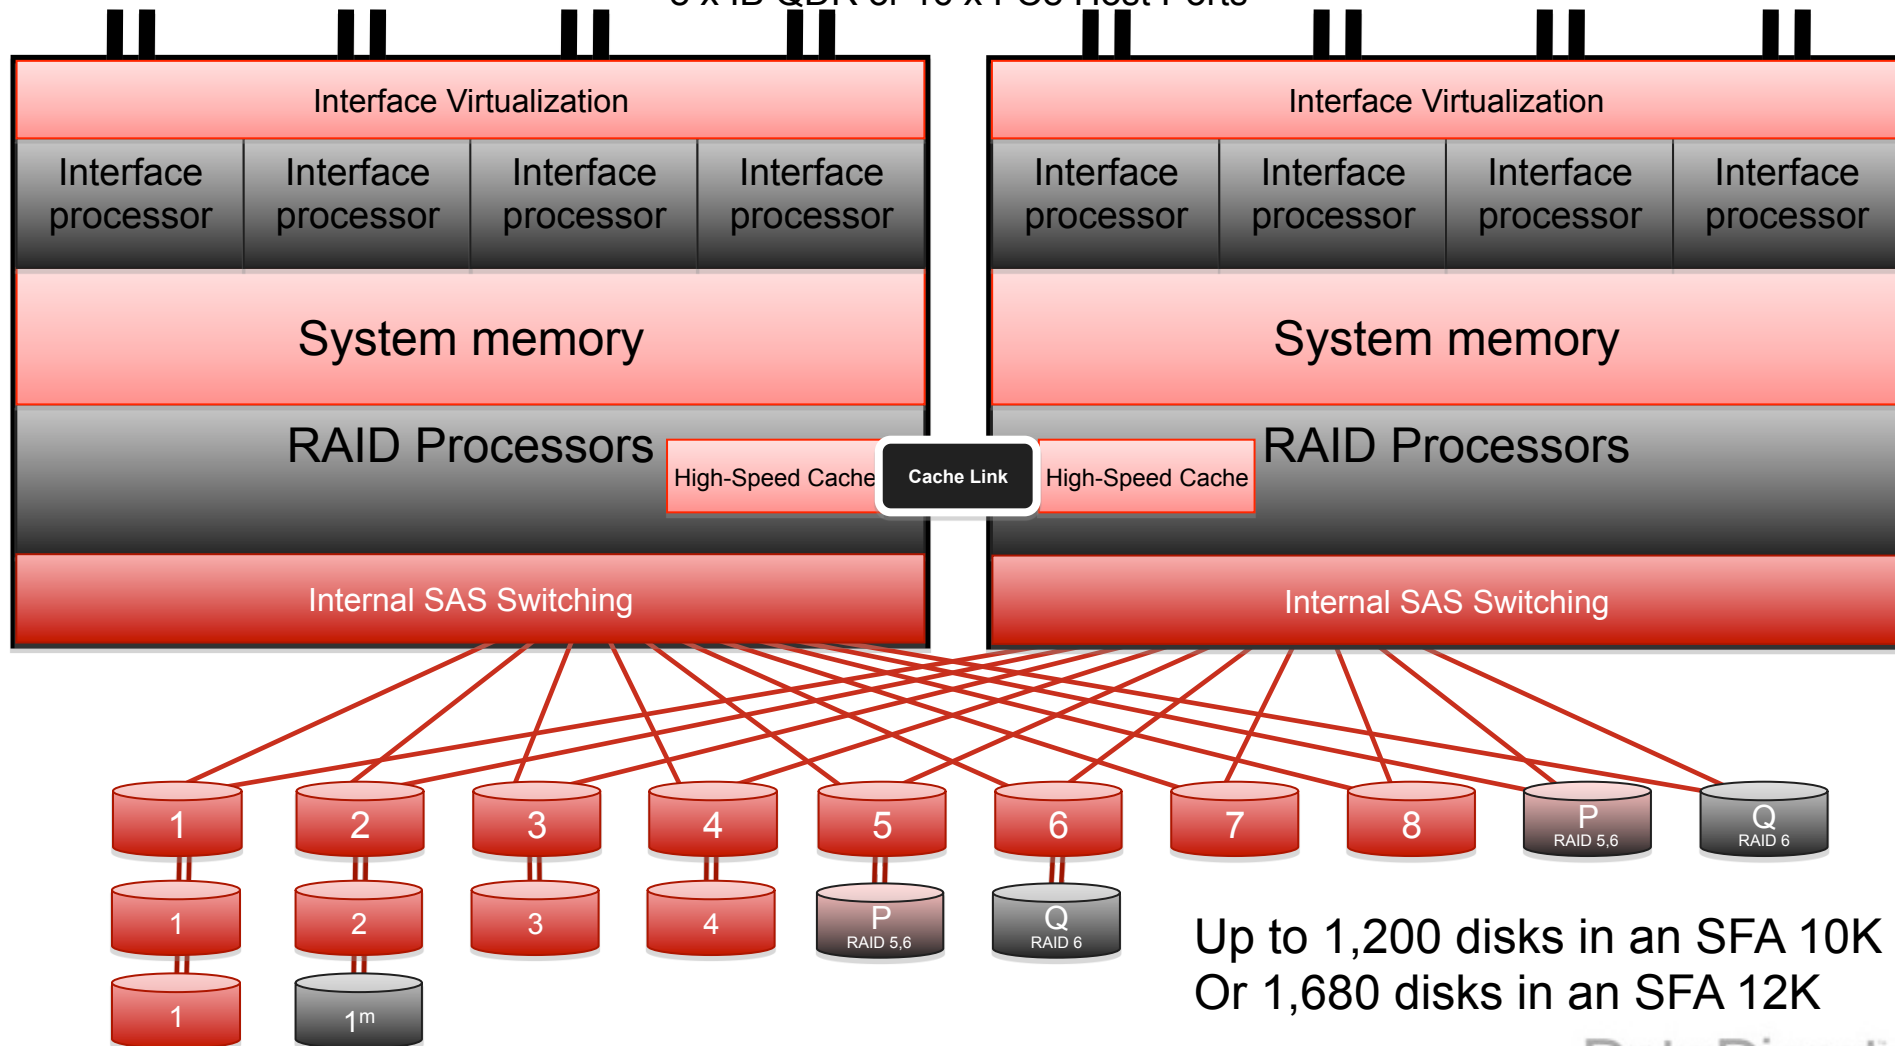 Interface Virtualization
Interface Virtualization
Interface processor
Interface processor
Interface processor
Interface processor
Interface processor
Interface processor
Interface processor
Interface processor
System memory
System memory
RAID Processors
High-Speed Cache
Cache Link
High-Speed Cache
RAID Processors
Internal SAS Switching
Internal SAS Switching
1
2
3
4
5
6
7
8
P
RAID 5,6
Q
RAID 6
1
2
3
4
P
RAID 5,6
Q
RAID 6
1
1m
Up to 1,200 disks in an SFA 10K
Or 1,680 disks in an SFA 12K